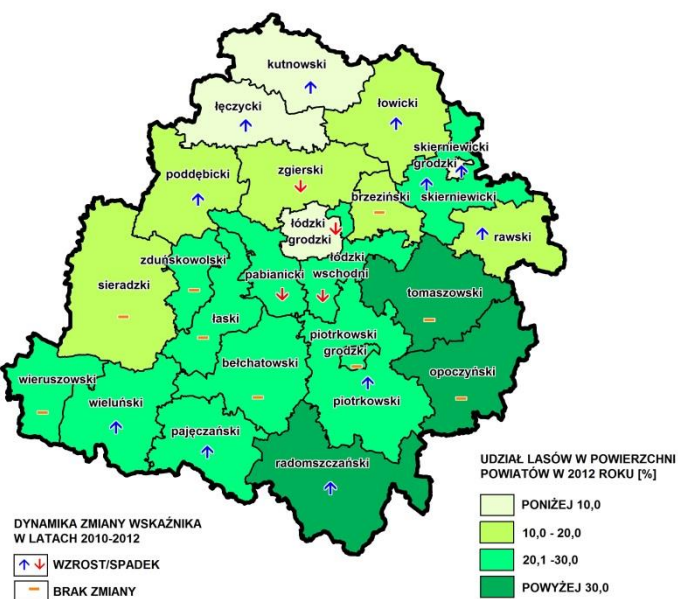 kutnowski
łęczycki
łowicki
skierniewicki
grodzki
skierniewicki
poddębicki
zgierski
brzeziński
rawski
łódzki
grodzki
łódzki
wschodni
sieradzki
zduńskowolski
pabianicki
tomaszowski
łaski
piotrkowski
grodzki
bełchatowski
opoczyński
wieruszowski
wieluński
piotrkowski
pajęczański
radomszczański
UDZIAŁ LASÓW W POWIERZCHNI
POWIATÓW W 2012 ROKU [%]
PONIŻEJ 10,0
10,0 - 20,0
20,1 -30,0
POWYŻEJ 30,0
DYNAMIKA ZMIANY WSKAŹNIKA
W LATACH 2010-2012
WZROST/SPADEK
BRAK ZMIANY